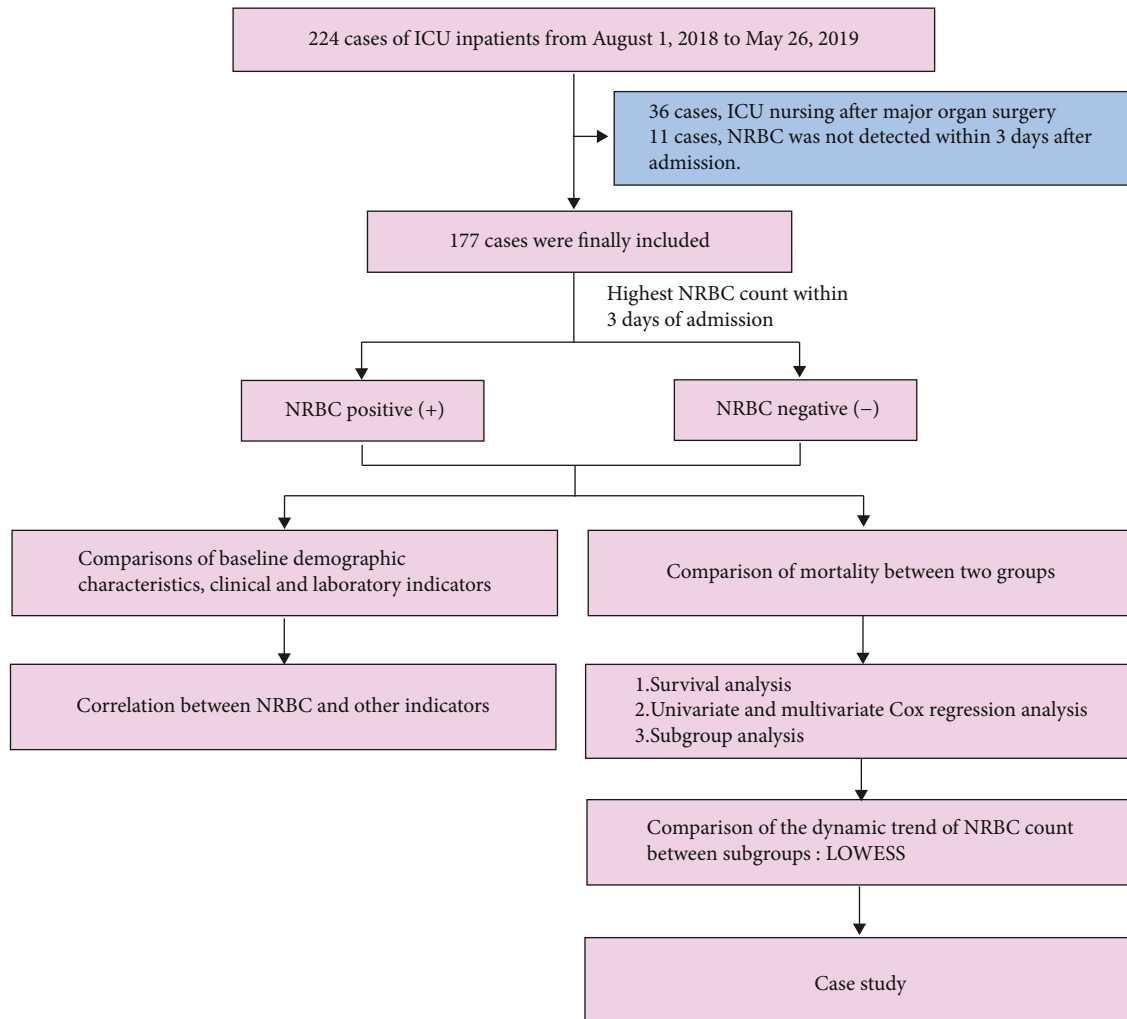 224 cases of ICU inpatients from August 1, 2018 to May 26, 2019
36 cases, ICU nursing after major organ surgery
11 cases, NRBC was not detected within 3 days after
admission.
177 cases were finally included
Highest NRBC count within
3 days of admission
NRBC positive (+)
NRBC negative (−)
Comparisons of baseline demographic
characteristics, clinical and laboratory indicators
Comparison of mortality between two groups
Correlation between NRBC and other indicators
1.Survival analysis
2.Univariate and multivariate Cox regression analysis
3.Subgroup analysis
Comparison of the dynamic trend of NRBC count
between subgroups : LOWESS
Case study